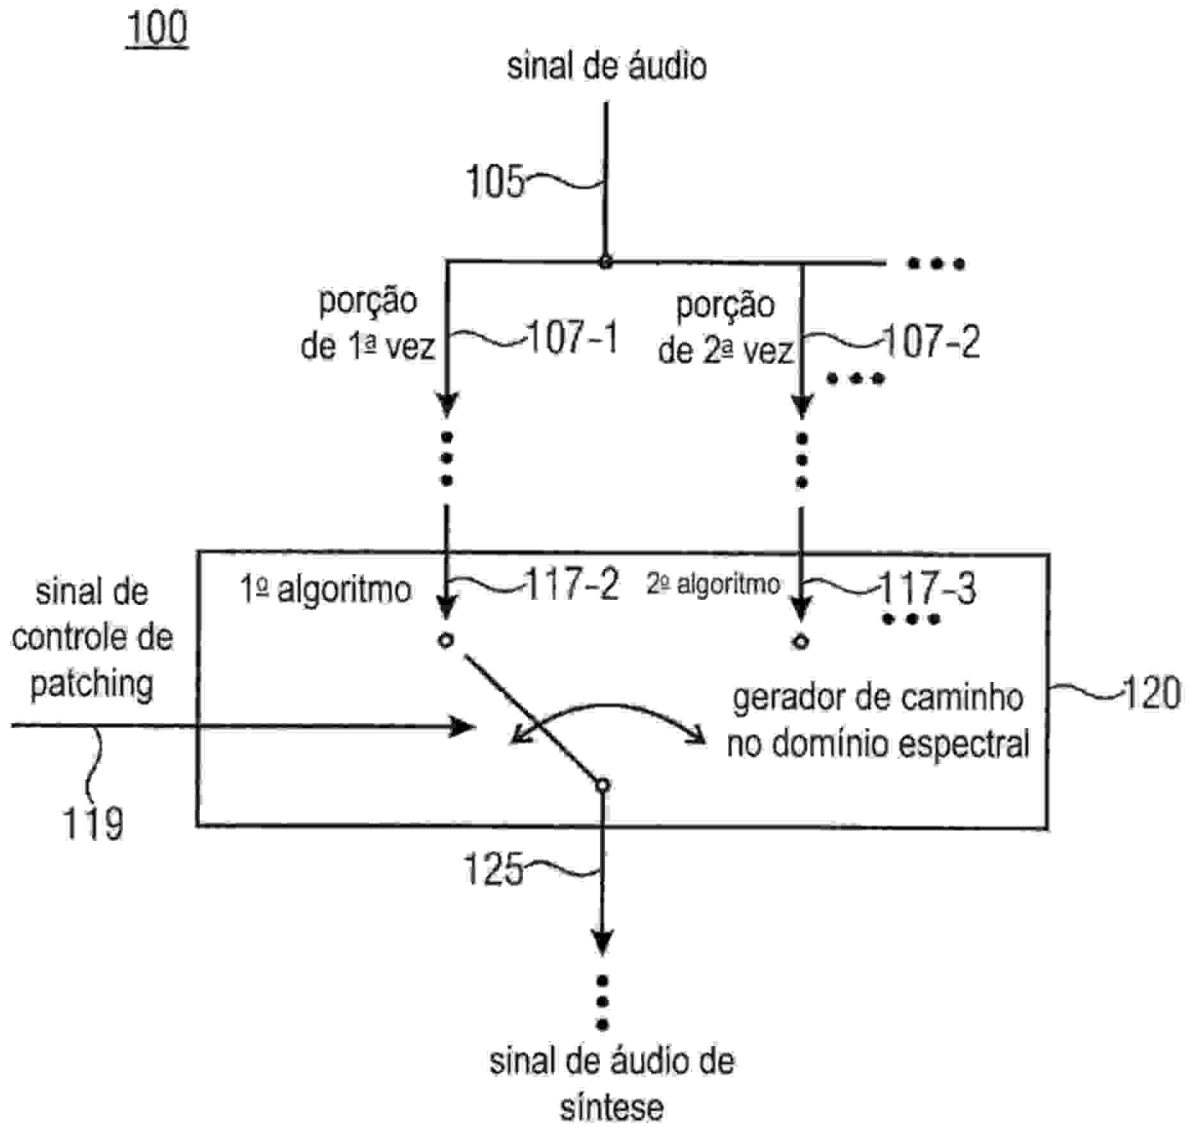 100
sinal de áudio
105
porção
de 1ª vez
107-1
porção
de 2ª vez
107-2
1º algoritmo
117-2
2º algoritmo
117-3
sinal de
controle de
patching
119
gerador de caminho
no domínio espectral
120
125
sinal de áudio de
síntese